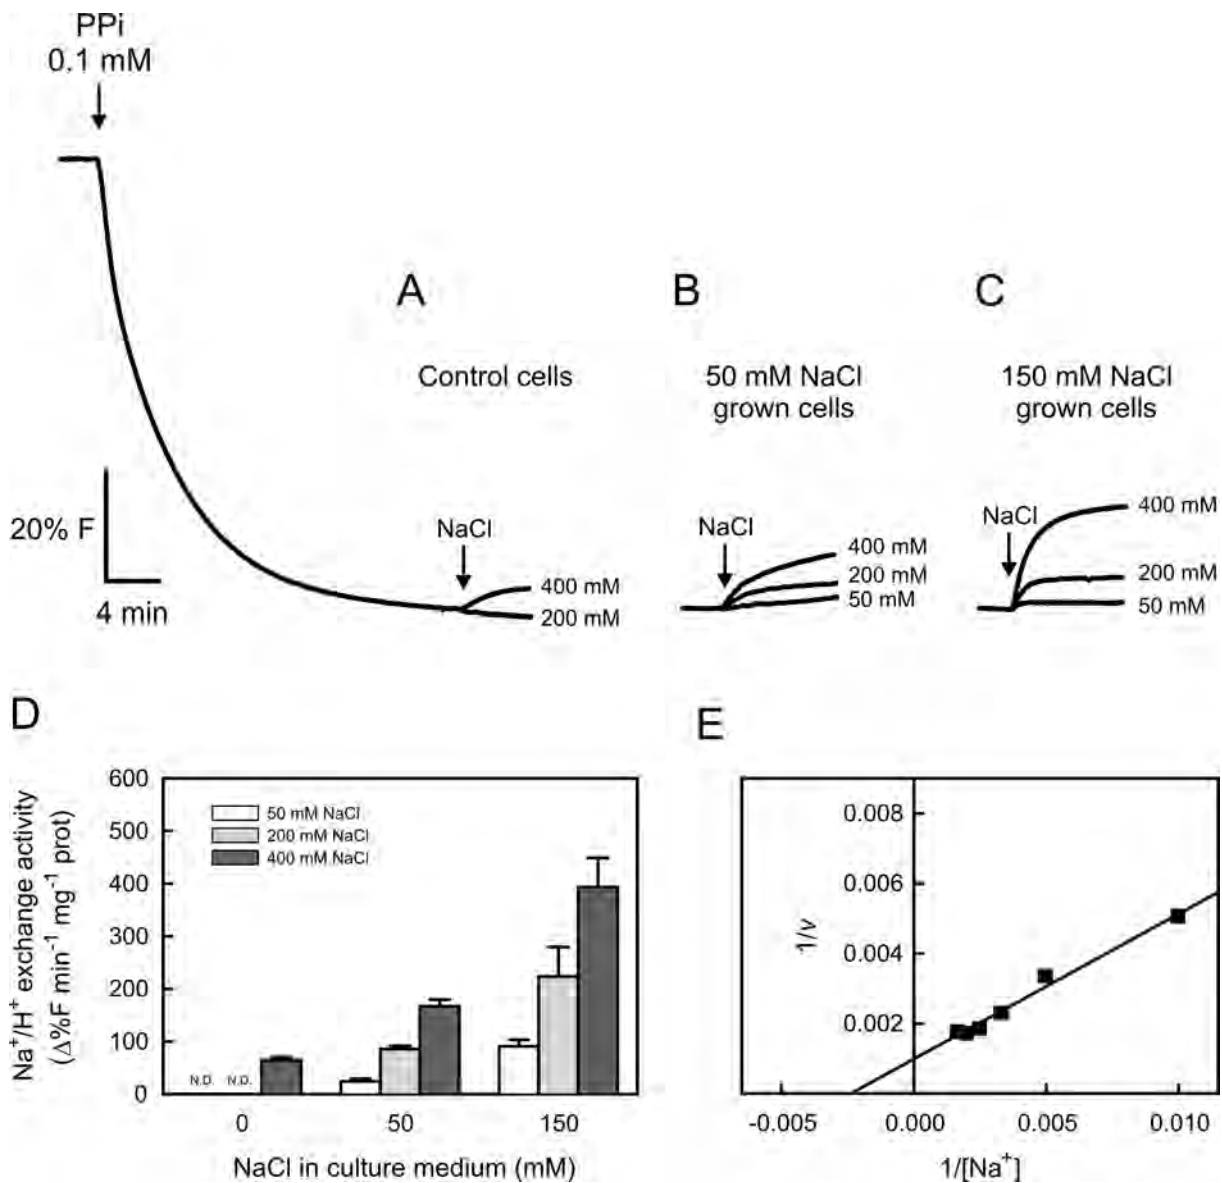 PPi
0.1 mM
A
B
C
Control cells
50 mM NaCl
grown cells
150 mM NaCl
grown cells
20% F
4 min
NaCl
400 mM
200 mM
NaCl
400 mM
200 mM
50 mM
NaCl
400 mM
200 mM
50 mM
D
Na⁺/H⁺ exchange activity
(Δ%F min⁻¹ mg⁻¹ prot)
600
500
400
300
200
100
0
50 mM NaCl
200 mM NaCl
400 mM NaCl
N.D. N.D.
0 50 150
NaCl in culture medium (mM)
E
1/v
0.008
0.006
0.004
0.002
-0.005 0.000 0.005 0.010
1/[Na⁺]